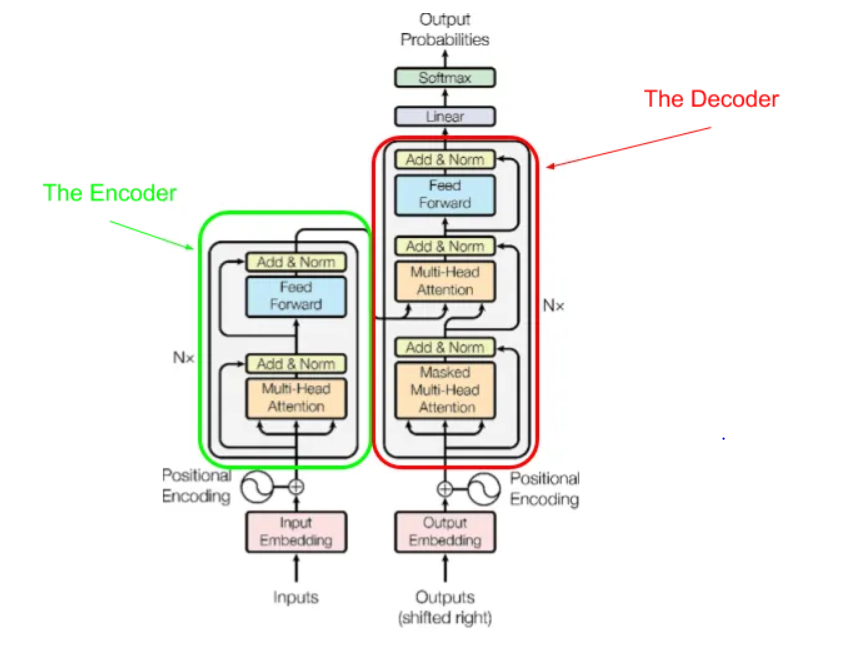 Output
Probabilities
Softmax
Linear
The Decoder
Add & Norm
Feed
Forward
The Encoder
Add & Norm
Multi-Head
Attention
Add & Norm
Feed
Forward
Nx
Add & Norm
Masked
Multi-Head
Attention
Nx
Add & Norm
Multi-Head
Attention
Positional
Encoding
Positional
Encoding
Input
Embedding
Output
Embedding
Inputs
Outputs
(shifted right)